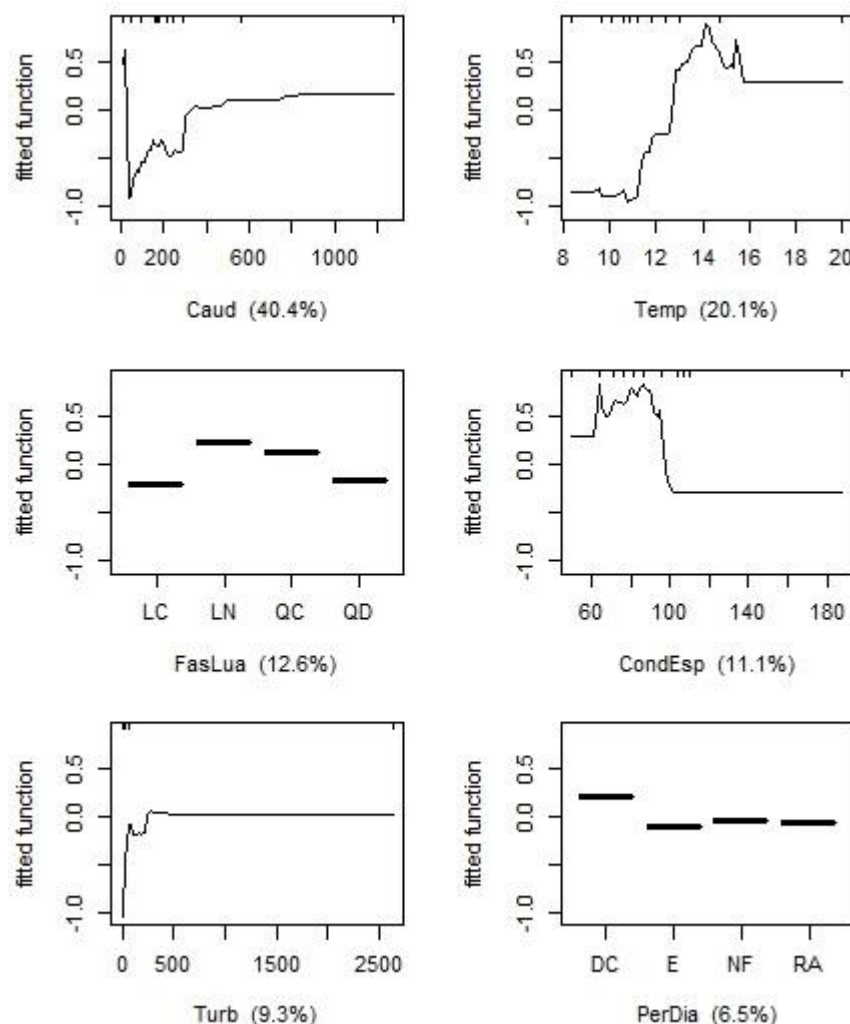 fitted function
0.5
0.0
-1.0
0 200 600 1000
Caud (40.4%)
fitted function
0.5
0.0
-1.0
8 10 12 14 16 18 20
Temp (20.1%)
fitted function
0.5
0.0
-1.0
LC LN QC QD
FasLua (12.6%)
fitted function
0.5
0.0
-1.0
60 100 140 180
CondEsp (11.1%)
fitted function
0.5
0.0
-1.0
0 500 1500 2500
Turb (9.3%)
fitted function
0.5
0.0
-1.0
DC E NF RA
PerDia (6.5%)